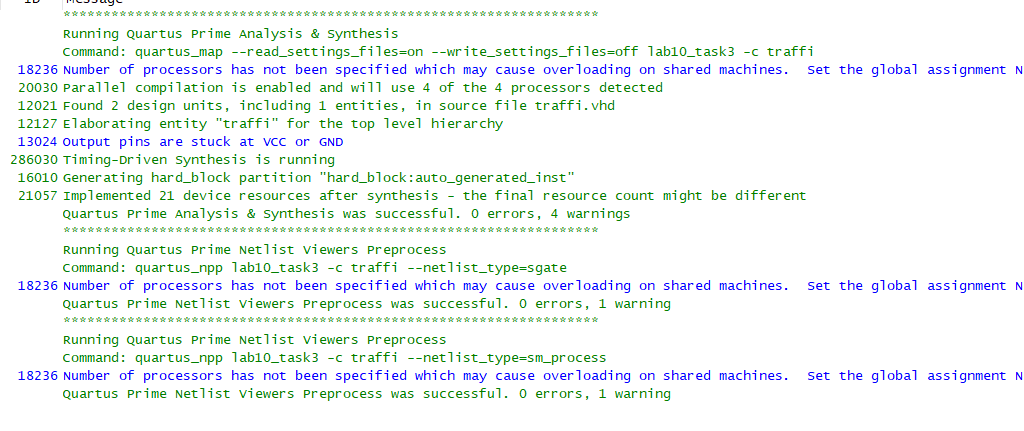 ID Message
******************************************************************
Running Quartus Prime Analysis & Synthesis
Command: quartus_map --read_settings_files=on --write_settings_files=off lab10_task3 -c traffi
18236 Number of processors has not been specified which may cause overloading on shared machines.  Set the global assignment N
20030 Parallel compilation is enabled and will use 4 of the 4 processors detected
12021 Found 2 design units, including 1 entities, in source file traffi.vhd
12127 Elaborating entity "traffi" for the top level hierarchy
13024 Output pins are stuck at VCC or GND
286030 Timing-Driven Synthesis is running
16010 Generating hard_block partition "hard_block:auto_generated_inst"
21057 Implemented 21 device resources after synthesis - the final resource count might be different
Quartus Prime Analysis & Synthesis was successful. 0 errors, 4 warnings
******************************************************************
Running Quartus Prime Netlist Viewers Preprocess
Command: quartus_npp lab10_task3 -c traffi --netlist_type=sgate
18236 Number of processors has not been specified which may cause overloading on shared machines.  Set the global assignment N
Quartus Prime Netlist Viewers Preprocess was successful. 0 errors, 1 warning
******************************************************************
Running Quartus Prime Netlist Viewers Preprocess
Command: quartus_npp lab10_task3 -c traffi --netlist_type=sm_process
18236 Number of processors has not been specified which may cause overloading on shared machines.  Set the global assignment N
Quartus Prime Netlist Viewers Preprocess was successful. 0 errors, 1 warning